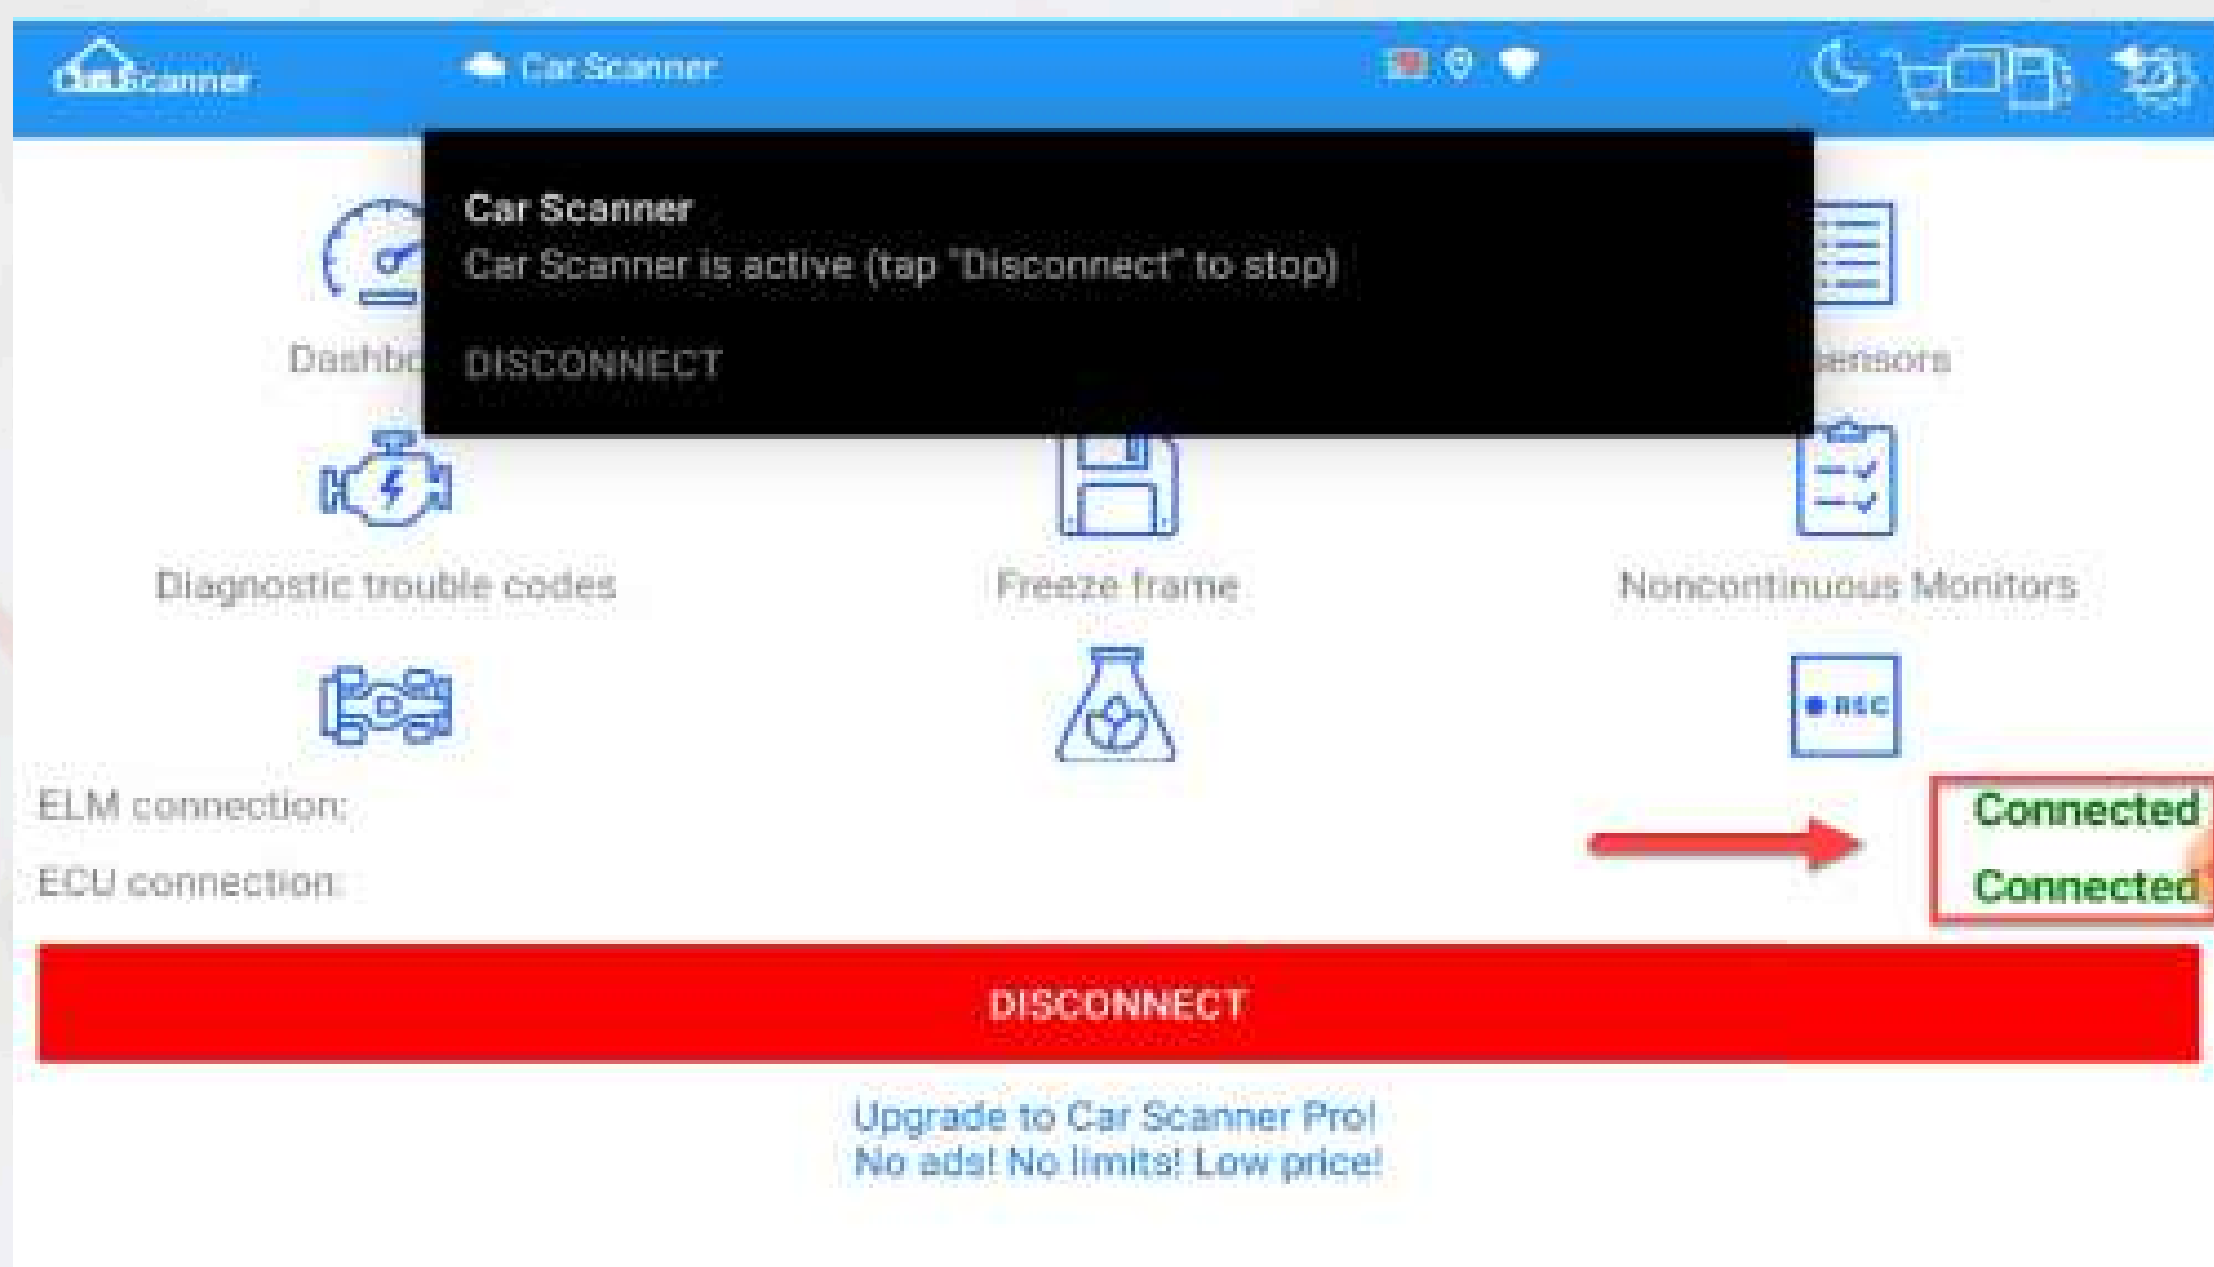 Car Scanner
Car Scanner
Car Scanner
Car Scanner is active (tap "Disconnect" to stop)
DISCONNECT
Diagnostic trouble codes
Freeze frame
Noncontinuous Monitors
REC
ELM connection:
Connected
ECU connection:
Connected
DISCONNECT
Upgrade to Car Scanner Pro!
No ads! No limits! Low price!